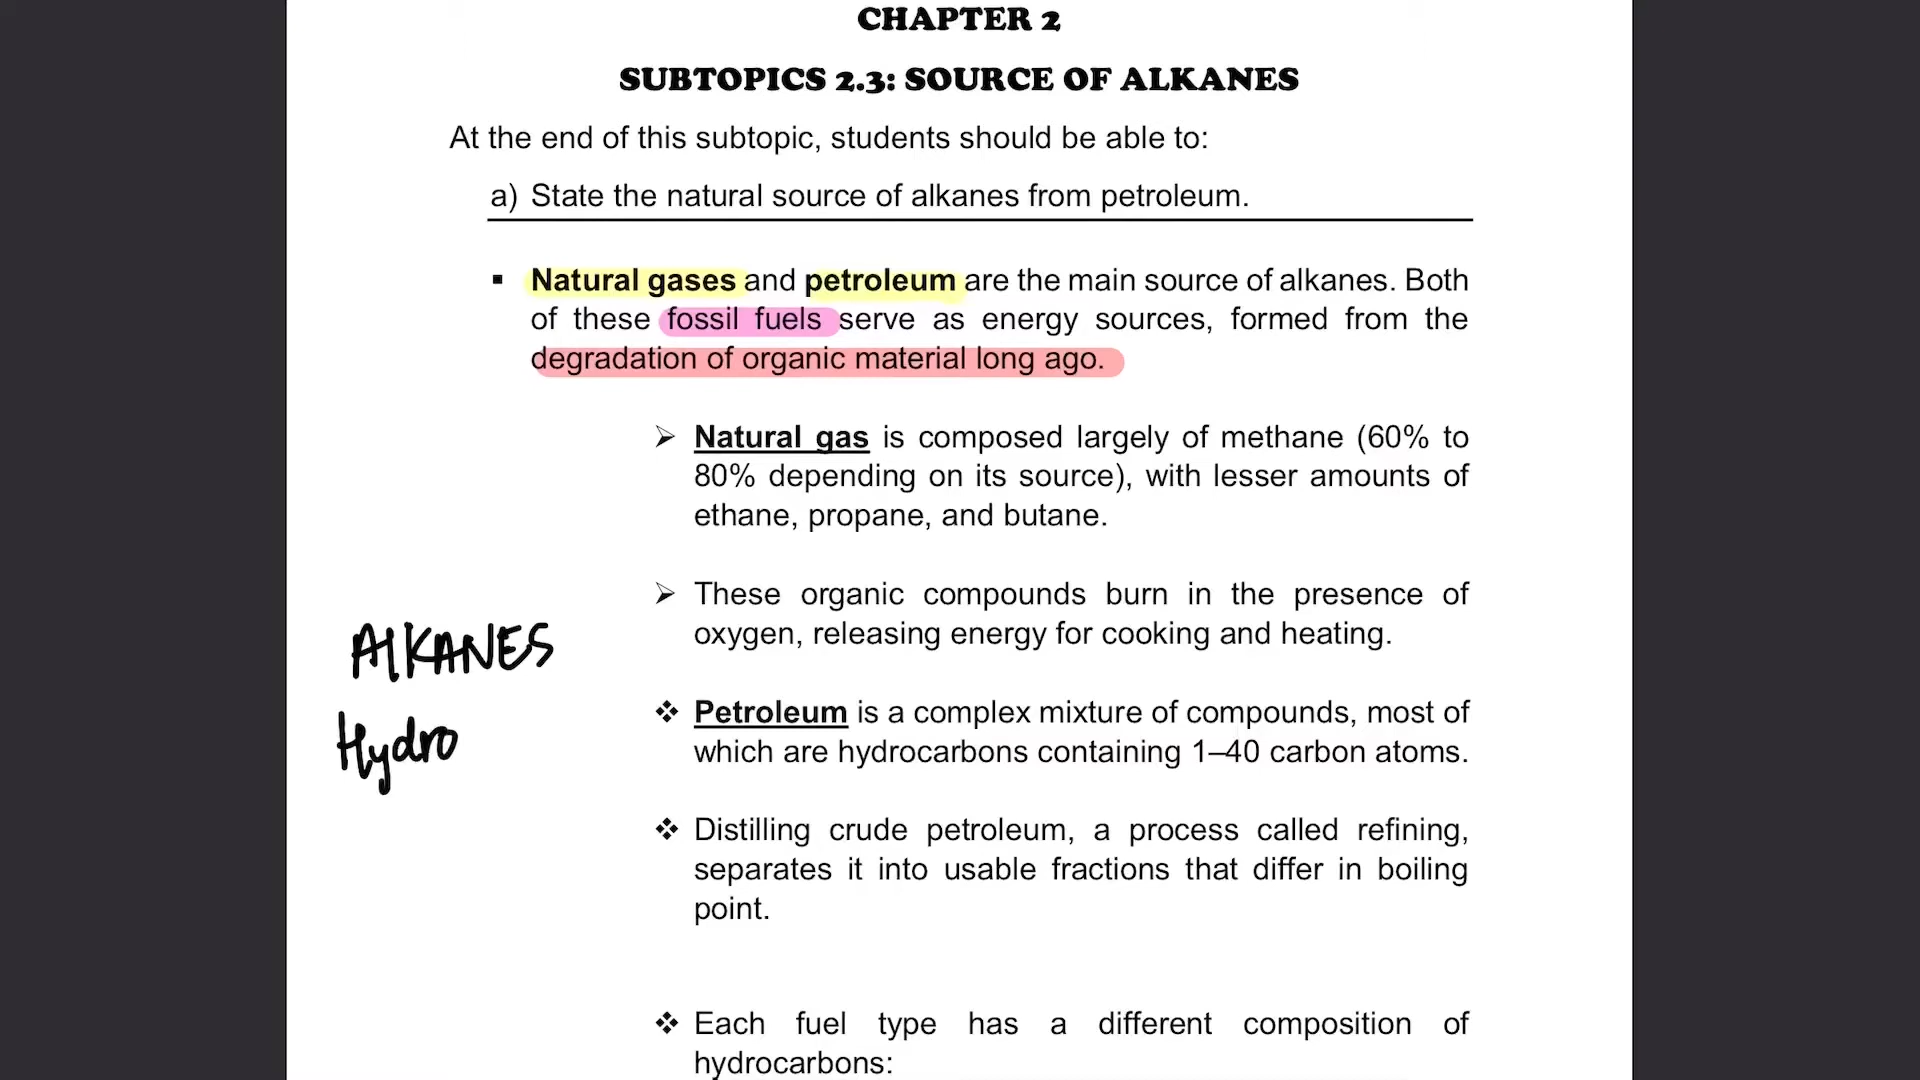 CHAPTER 2
SUBTOPICS 2.3: SOURCE OF ALKANES
At the end of this subtopic, students should be able to:
a) State the natural source of alkanes from petroleum.
▪ Natural gases and petroleum are the main source of alkanes. Both
of these fossil fuels serve as energy sources, formed from the
degradation of organic material long ago.
➢ Natural gas is composed largely of methane (60% to
80% depending on its source), with lesser amounts of
ethane, propane, and butane.
➢ These organic compounds burn in the presence of
oxygen, releasing energy for cooking and heating.
ALKANES
Hydro
❖ Petroleum is a complex mixture of compounds, most of
which are hydrocarbons containing 1–40 carbon atoms.
❖ Distilling crude petroleum, a process called refining,
separates it into usable fractions that differ in boiling
point.
❖ Each fuel type has a different composition of
hydrocarbons: